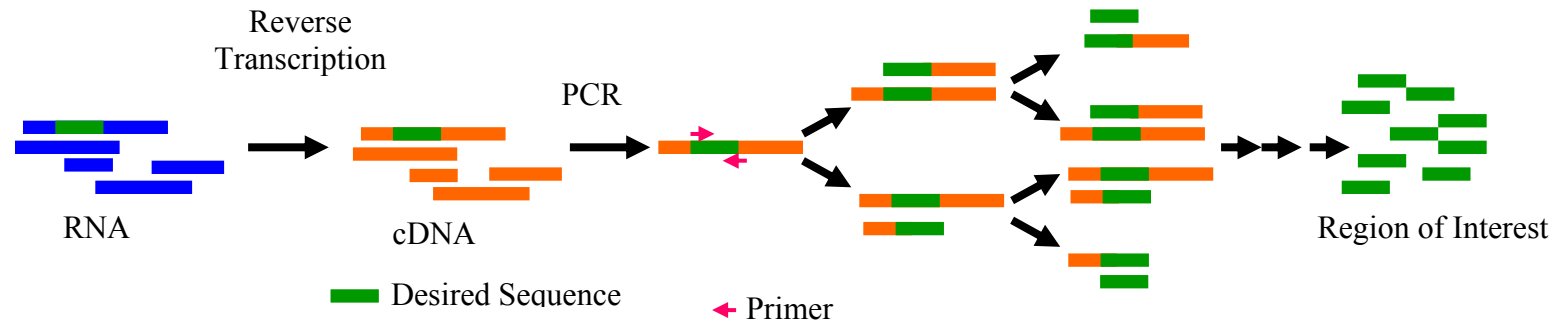 Reverse
Transcription
PCR
RNA
cDNA
Region of Interest
Desired Sequence
Primer